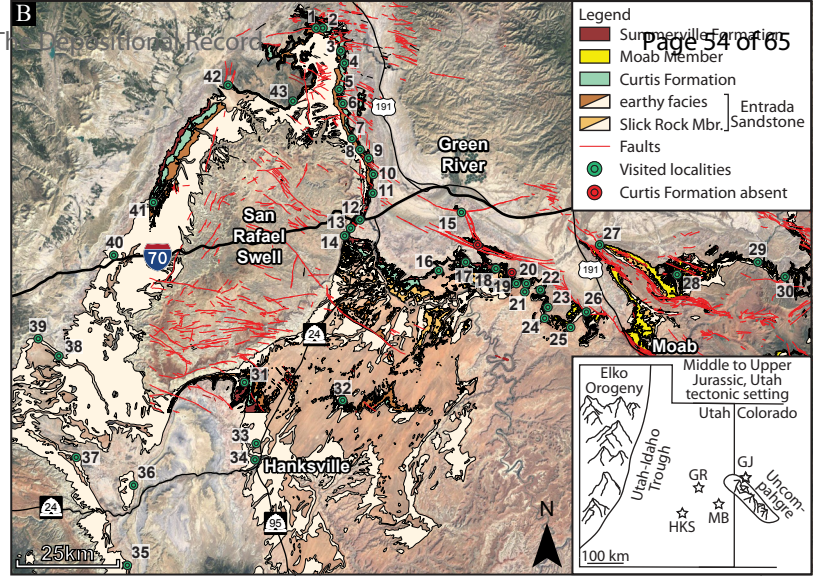 B
The Depositional Record
Page 54 of 65
Legend
Summerville Formation
Moab Member
Curtis Formation
earthy facies
Slick Rock Mbr.
Entrada
Sandstone
Faults
Visited localities
Curtis Formation absent
1
2
3
4
5
6
7
8
9
10
11
12
13
14
15
16
17
18
19
20
21
22
23
24
25
26
27
28
29
30
31
32
33
34
35
36
37
38
39
40
41
42
43
191
191
70
24
24
95
Green
River
San
Rafael
Swell
Moab
Hanksville
25km
N
Elko
Orogeny
Middle to Upper
Jurassic, Utah
tectonic setting
Utah
Colorado
Utah-Idaho
Trough
GR
GJ
MB
HKS
Uncom-
pahgre
100 km